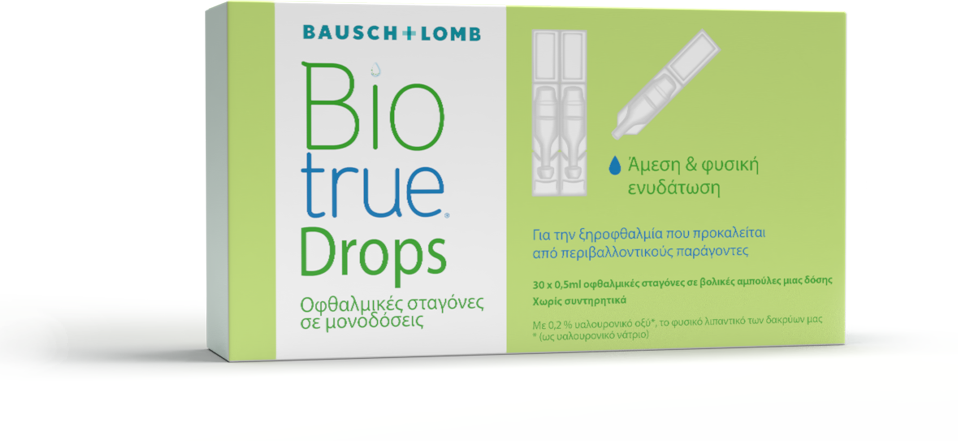 BAUSCH + LOMB
Bio
true®
Drops
Οφθαλμικές σταγόνες
σε μονοδόσεις
Άμεση & φυσική
ενυδάτωση
Για την ξηροφθαλμία που προκαλείται
από περιβαλλοντικούς παράγοντες
30 x 0,5ml οφθαλμικές σταγόνες σε βολικές αμπούλες μιας δόσης
Χωρίς συντηρητικά
Με 0,2 % υαλουρονικό οξύ*, το φυσικό λιπαντικό των δακρύων μας
* (ως υαλουρονικό νάτριο)